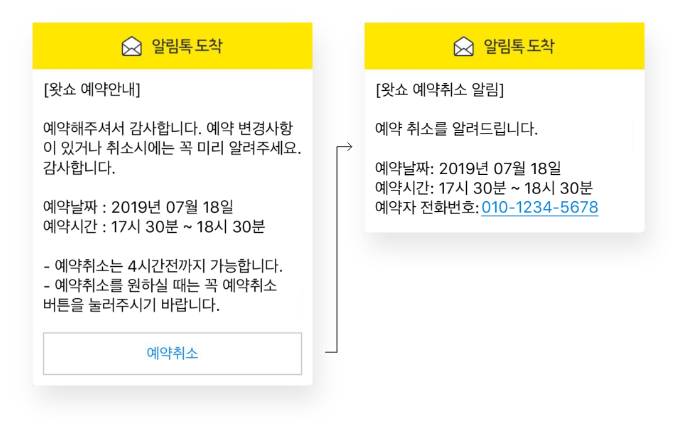 알림톡 도착
[왓쇼 예약안내]
예약해주셔서 감사합니다. 예약 변경사항
이 있거나 취소시에는 꼭 미리 알려주세요.
감사합니다.
예약날짜 : 2019년 07월 18일
예약시간 : 17시 30분 ~ 18시 30분
- 예약취소는 4시간전까지 가능합니다.
- 예약취소를 원하실 때는 꼭 예약취소
버튼을 눌러주시기 바랍니다.
예약취소
알림톡 도착
[왓쇼 예약취소 알림]
예약 취소를 알려드립니다.
예약날짜: 2019년 07월 18일
예약시간: 17시 30분 ~ 18시 30분
예약자 전화번호: 010-1234-5678